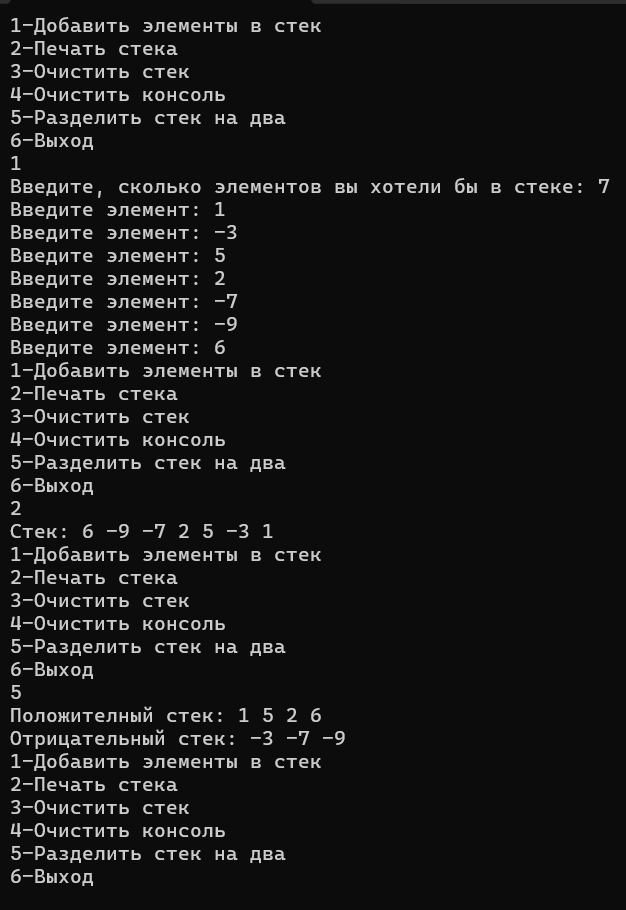 1-Добавить элементы в стек
2-Печать стека
3-Очистить стек
4-Очистить консоль
5-Разделить стек на два
6-Выход
1
Введите, сколько элементов вы хотели бы в стеке: 7
Введите элемент: 1
Введите элемент: -3
Введите элемент: 5
Введите элемент: 2
Введите элемент: -7
Введите элемент: -9
Введите элемент: 6
1-Добавить элементы в стек
2-Печать стека
3-Очистить стек
4-Очистить консоль
5-Разделить стек на два
6-Выход
2
Стек: 6 -9 -7 2 5 -3 1
1-Добавить элементы в стек
2-Печать стека
3-Очистить стек
4-Очистить консоль
5-Разделить стек на два
6-Выход
5
Положителный стек: 1 5 2 6
Отрицательный стек: -3 -7 -9
1-Добавить элементы в стек
2-Печать стека
3-Очистить стек
4-Очистить консоль
5-Разделить стек на два
6-Выход